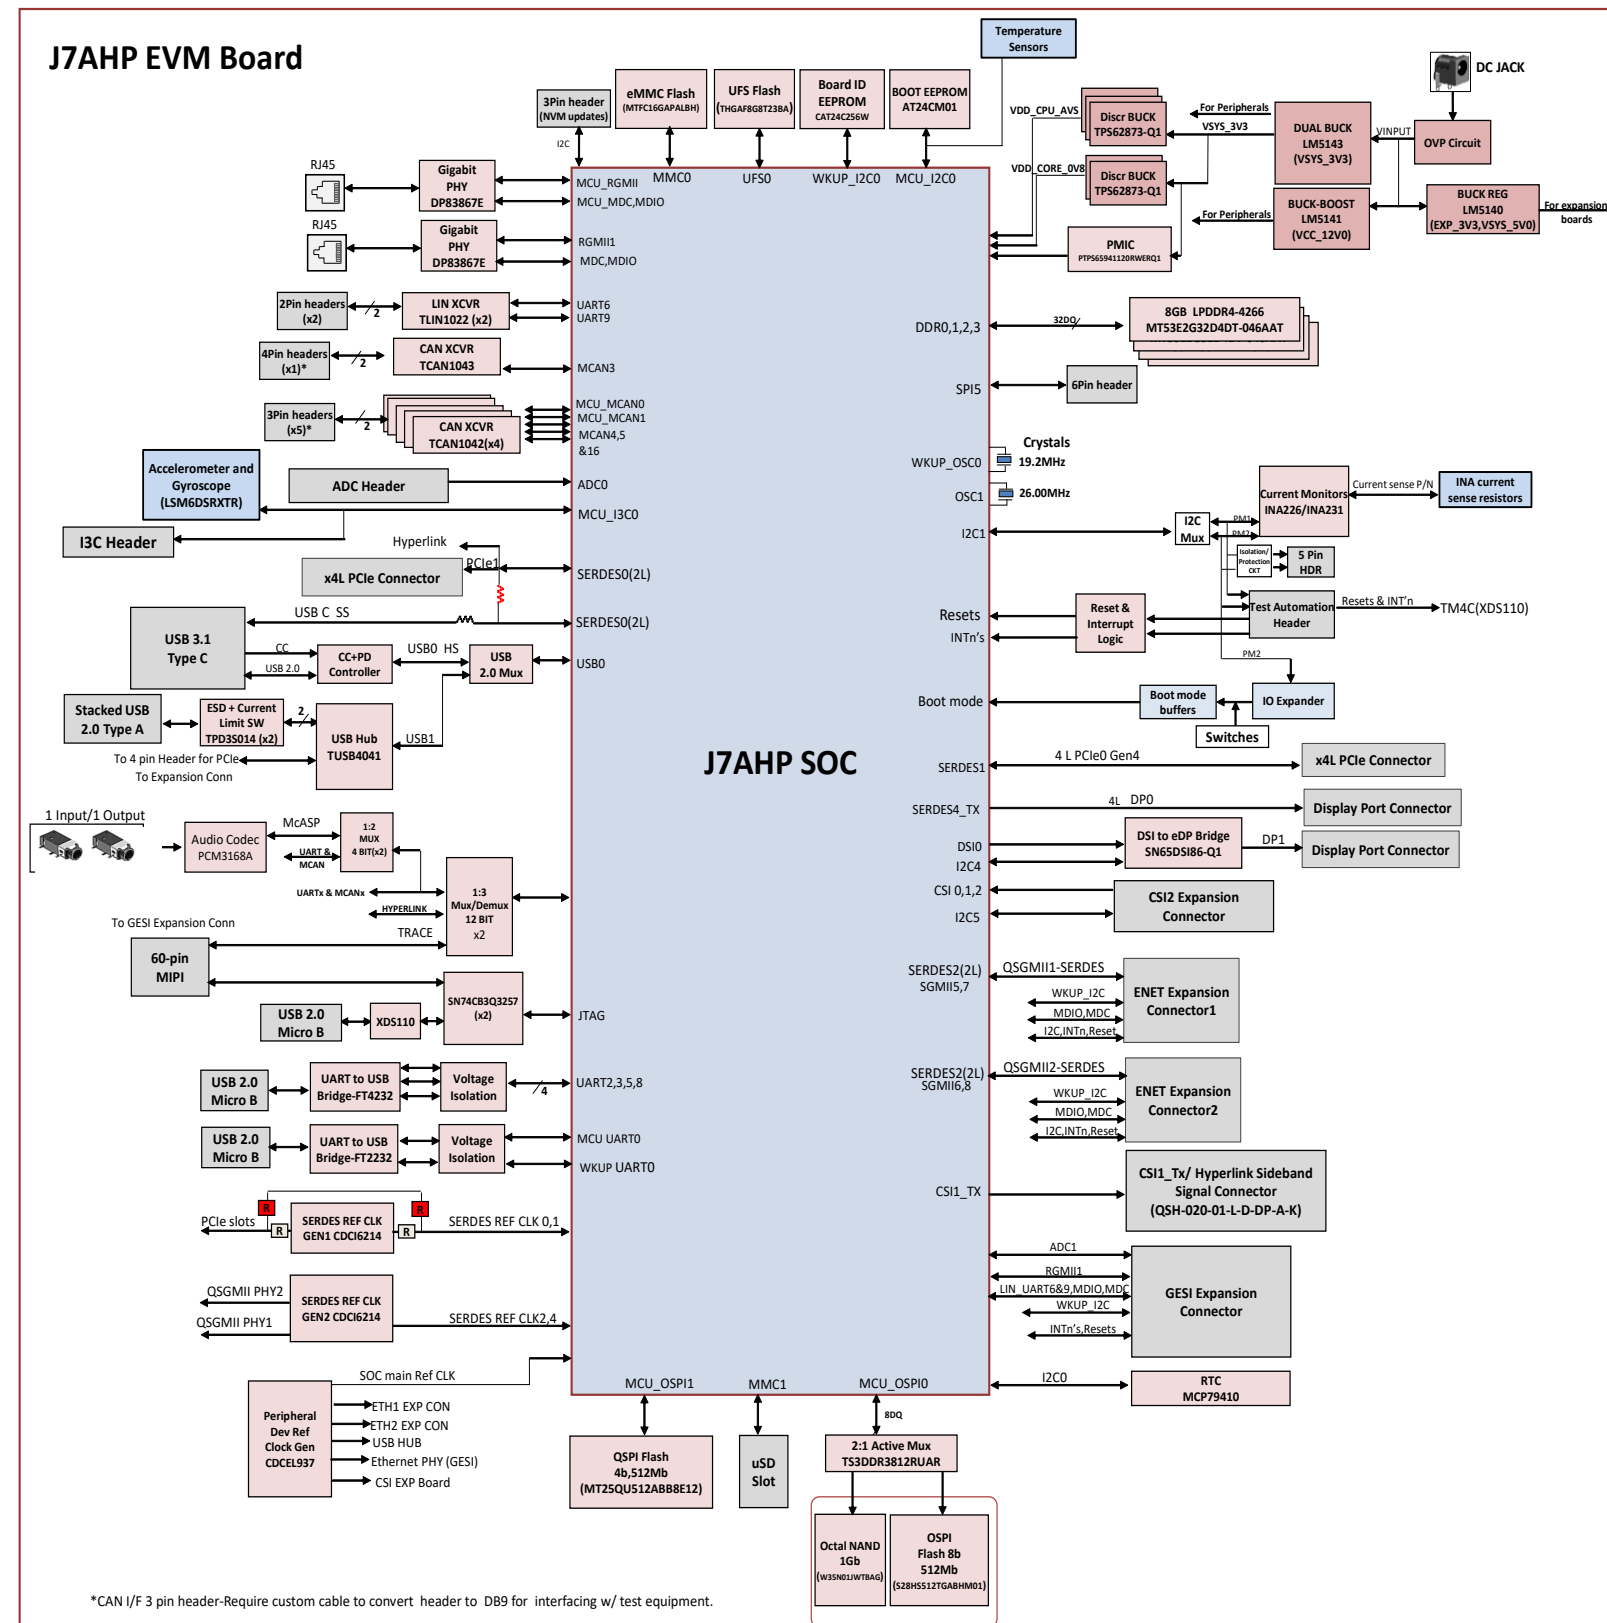 J7AHP EVM Board
Temperature
Sensors
DC JACK
3Pin header
(NVM updates)
eMMC Flash
(MTFC16GAPALBH)
UFS Flash
(THGAF8G8T23BA)
Board ID
EEPROM
CAT24C256W
BOOT EEPROM
AT24CM01
VDD_CPU_AVS
Discr BUCK
TPS62873-Q1
For Peripherals
VSYS_3V3
DUAL BUCK
LM5143
(VSYS_3V3)
VINPUT
OVP Circuit
I2C
VDD_CORE_0V8
Discr BUCK
TPS62873-Q1
For Peripherals
BUCK-BOOST
LM5141
(VCC_12V0)
BUCK REG
LM5140
(EXP_3V3,VSYS_5V0)
For expansion
boards
PMIC
PTPS65941120RWERQ1
RJ45
Gigabit
PHY
DP83867E
MCU_RGMII
MCU_MDC,MDIO
MMC0
UFS0
WKUP_I2C0
MCU_I2C0
RJ45
Gigabit
PHY
DP83867E
RGMII1
MDC,MDIO
2Pin headers
(x2)
2
LIN XCVR
TLIN1022 (x2)
UART6
UART9
DDR0,1,2,3
32DQ
8GB LPDDR4-4266
MT53E2G32D4DT-046AAT
4Pin headers
(x1)*
2
CAN XCVR
TCAN1043
MCAN3
SPI5
6Pin header
3Pin headers
(x5)*
2
CAN XCVR
TCAN1042(x4)
MCU_MCAN0
MCU_MCAN1
MCAN4,5
&16
Crystals
WKUP_OSC0
19.2MHz
OSC1
26.00MHz
Accelerometer and
Gyroscope
(LSM6DSRXTR)
ADC Header
ADC0
MCU_I3C0
I3C Header
I2C1
I2C
Mux
PM1
PM2
Current Monitors
INA226/INA231
Current sense P/N
INA current
sense resistors
Isolation/
Protection
CKT
5 Pin
HDR
Hyperlink
PCIe1
x4L PCIe Connector
SERDES0(2L)
USB C SS
SERDES0(2L)
Resets
INTn's
Reset &
Interrupt
Logic
Test Automation
Header
Resets & INT'n
TM4C(XDS110)
PM2
USB 3.1
Type C
CC
USB 2.0
CC+PD
Controller
USB0 HS
USB
2.0 Mux
USB0
Boot mode
Boot mode
buffers
IO Expander
Switches
Stacked USB
2.0 Type A
ESD + Current
Limit SW
TPD3S014 (x2)
2
USB Hub
TUSB4041
USB1
To 4 pin Header for PCIe
To Expansion Conn
J7AHP SOC
SERDES1
4 L PCIe0 Gen4
x4L PCIe Connector
SERDES4_TX
4L DP0
Display Port Connector
DSI0
I2C4
DSI to eDP Bridge
SN65DSI86-Q1
DP1
Display Port Connector
1 Input/1 Output
Audio Codec
PCM3168A
McASP
UART &
MCAN
1:2
MUX
4 BIT(x2)
UARTx & MCANx
HYPERLINK
TRACE
1:3
Mux/Demux
12 BIT
x2
CSI 0,1,2
I2C5
CSI2 Expansion
Connector
To GESI Expansion Conn
60-pin
MIPI
SN74CB3Q3257
(x2)
JTAG
USB 2.0
Micro B
XDS110
SERDES2(2L)
SGMII5,7
QSGMII1-SERDES
WKUP_I2C
MDIO,MDC
I2C,INTn,Reset
ENET Expansion
Connector1
USB 2.0
Micro B
UART to USB
Bridge-FT4232
Voltage
Isolation
4
UART2,3,5,8
SERDES2(2L)
SGMII6,8
QSGMII2-SERDES
WKUP_I2C
MDIO,MDC
I2C,INTn,Reset
ENET Expansion
Connector2
USB 2.0
Micro B
UART to USB
Bridge-FT2232
Voltage
Isolation
MCU UART0
WKUP UART0
CSI1_TX
CSI1_Tx/ Hyperlink Sideband
Signal Connector
(QSH-020-01-L-D-DP-A-K)
R
R
PCIe slots
R
SERDES REF CLK
GEN1 CDCI6214
R
SERDES REF CLK 0,1
ADC1
RGMII1
LIN_UART6&9,MDIO,MDC
WKUP_I2C
INTn's,Resets
GESI Expansion
Connector
QSGMII PHY2
QSGMII PHY1
SERDES REF CLK
GEN2 CDCI6214
SERDES REF CLK2,4
SOC main Ref CLK
Peripheral
Dev Ref
Clock Gen
CDCEL937
ETH1 EXP CON
ETH2 EXP CON
USB HUB
Ethernet PHY (GESI)
CSI EXP Board
I2C0
RTC
MCP79410
MCU_OSPI1
MMC1
MCU_OSPI0
8DQ
QSPI Flash
4b,512Mb
(MT25QU512ABB8E12)
uSD
Slot
2:1 Active Mux
TS3DDR3812RUAR
Octal NAND
1Gb
(W35N01JWTBAG)
OSPI
Flash 8b
512Mb
(S28HS512TGABHM01)
*CAN I/F 3 pin header-Require custom cable to convert header to DB9 for interfacing w/ test equipment.